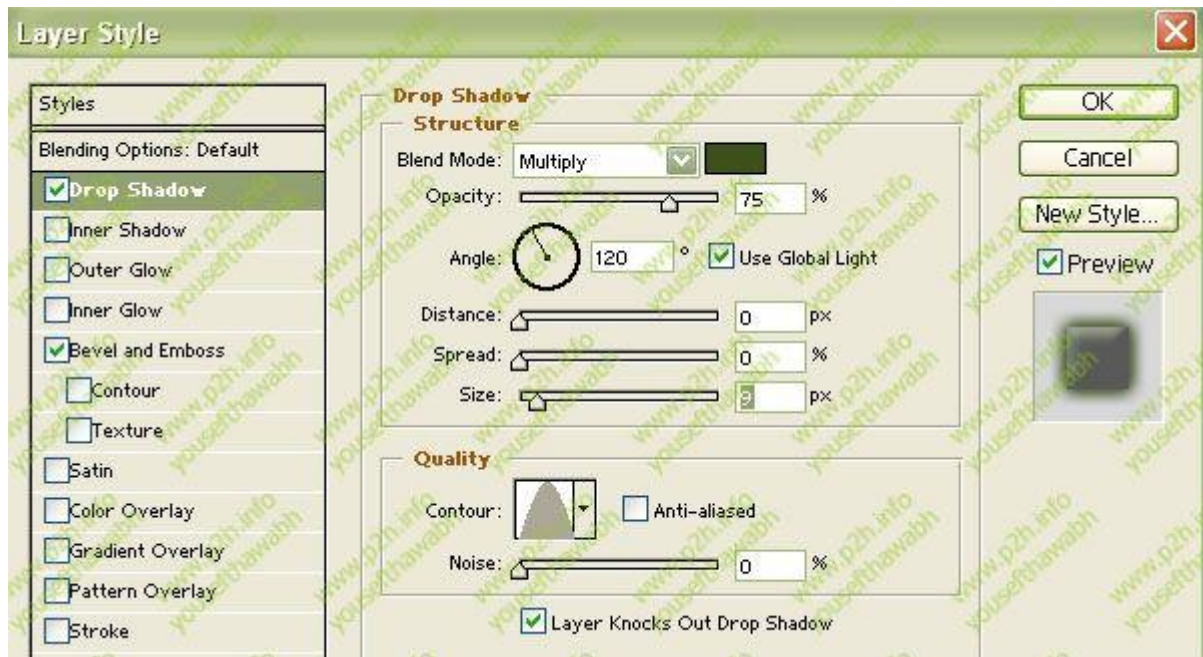 Layer Style
Styles
Blending Options: Default
Drop Shadow
Inner Shadow
Outer Glow
Inner Glow
Bevel and Emboss
Contour
Texture
Satin
Color Overlay
Gradient Overlay
Pattern Overlay
Stroke
Drop Shadow
Structure
Blend Mode: Multiply
Opacity: 75 %
Angle: 120 ° Use Global Light
Distance: 0 px
Spread: 0 %
Size: 9 px
Quality
Contour: Anti-aliased
Noise: 0 %
Layer Knocks Out Drop Shadow
OK
Cancel
New Style...
Preview
www.p2h.info
yousefthawabh